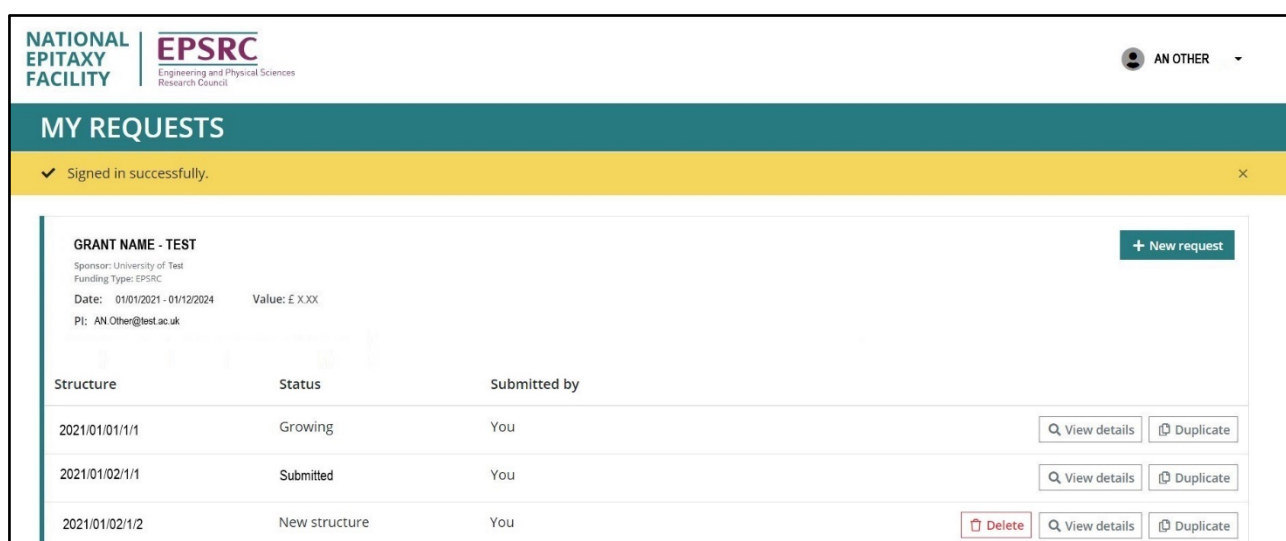 NATIONAL
EPITAXY
FACILITY
EPSRC
Engineering and Physical Sciences
Research Council
AN OTHER
MY REQUESTS
Signed in successfully.
GRANT NAME - TEST
+ New request
Sponsor: University of Test
Funding Type: EPSRC
Date: 01/01/2021 - 01/12/2024 Value: £ X.XX
PI: AN.Other@test.ac.uk
Structure Status Submitted by
2021/01/01/1/1 Growing You View details Duplicate
2021/01/02/1/1 Submitted You View details Duplicate
2021/01/02/1/2 New structure You Delete View details Duplicate